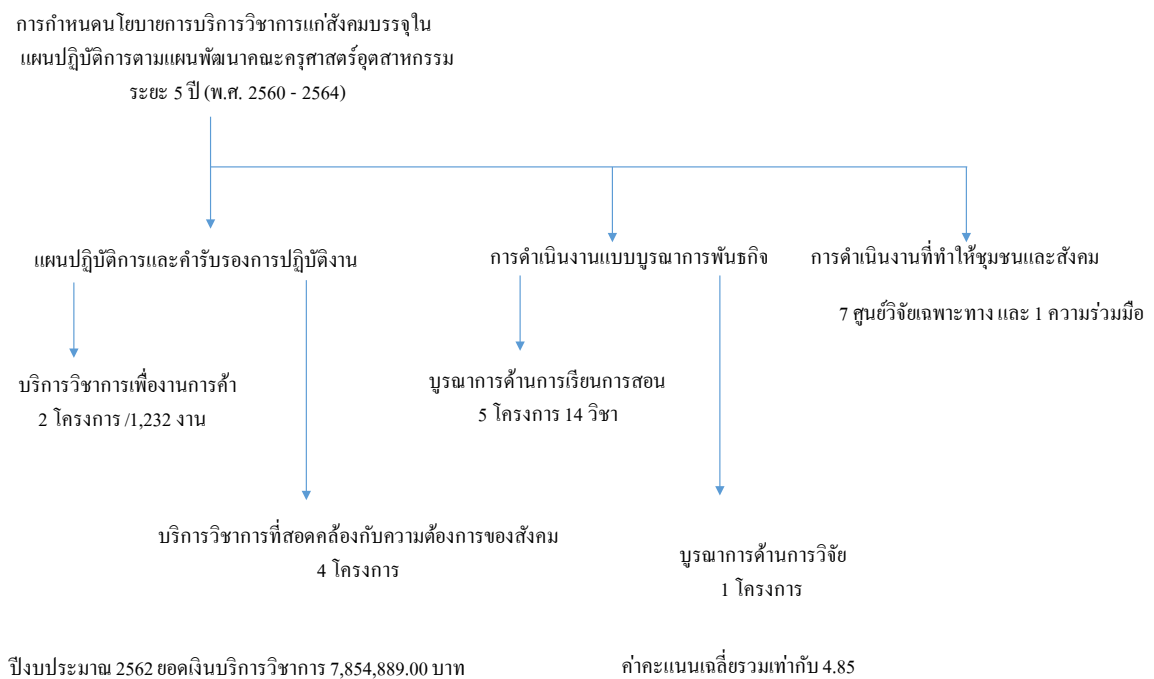 การกำหนดนโยบายการบริการวิชาการแก่สังคมบรรจุใน
แผนปฏิบัติการตามแผนพัฒนาคณะครุศาสตร์อุตสาหกรรม
ระยะ 5 ปี (พ.ศ. 2560 - 2564)
แผนปฏิบัติการและคำรับรองการปฏิบัติงาน
การดำเนินงานแบบบูรณาการพันธกิจ
การดำเนินงานที่ทำให้ชุมชนและสังคม
7 ศูนย์วิจัยเฉพาะทาง และ 1 ความร่วมมือ
บริการวิชาการเพื่องานการค้า
2 โครงการ /1,232 งาน
บูรณาการด้านการเรียนการสอน
5 โครงการ 14 วิชา
บริการวิชาการที่สอดคล้องกับความต้องการของสังคม
4 โครงการ
บูรณาการด้านการวิจัย
1 โครงการ
ปีงบประมาณ 2562 ยอดเงินบริการวิชาการ 7,854,889.00 บาท
ค่าคะแนนเฉลี่ยรวมเท่ากับ 4.85